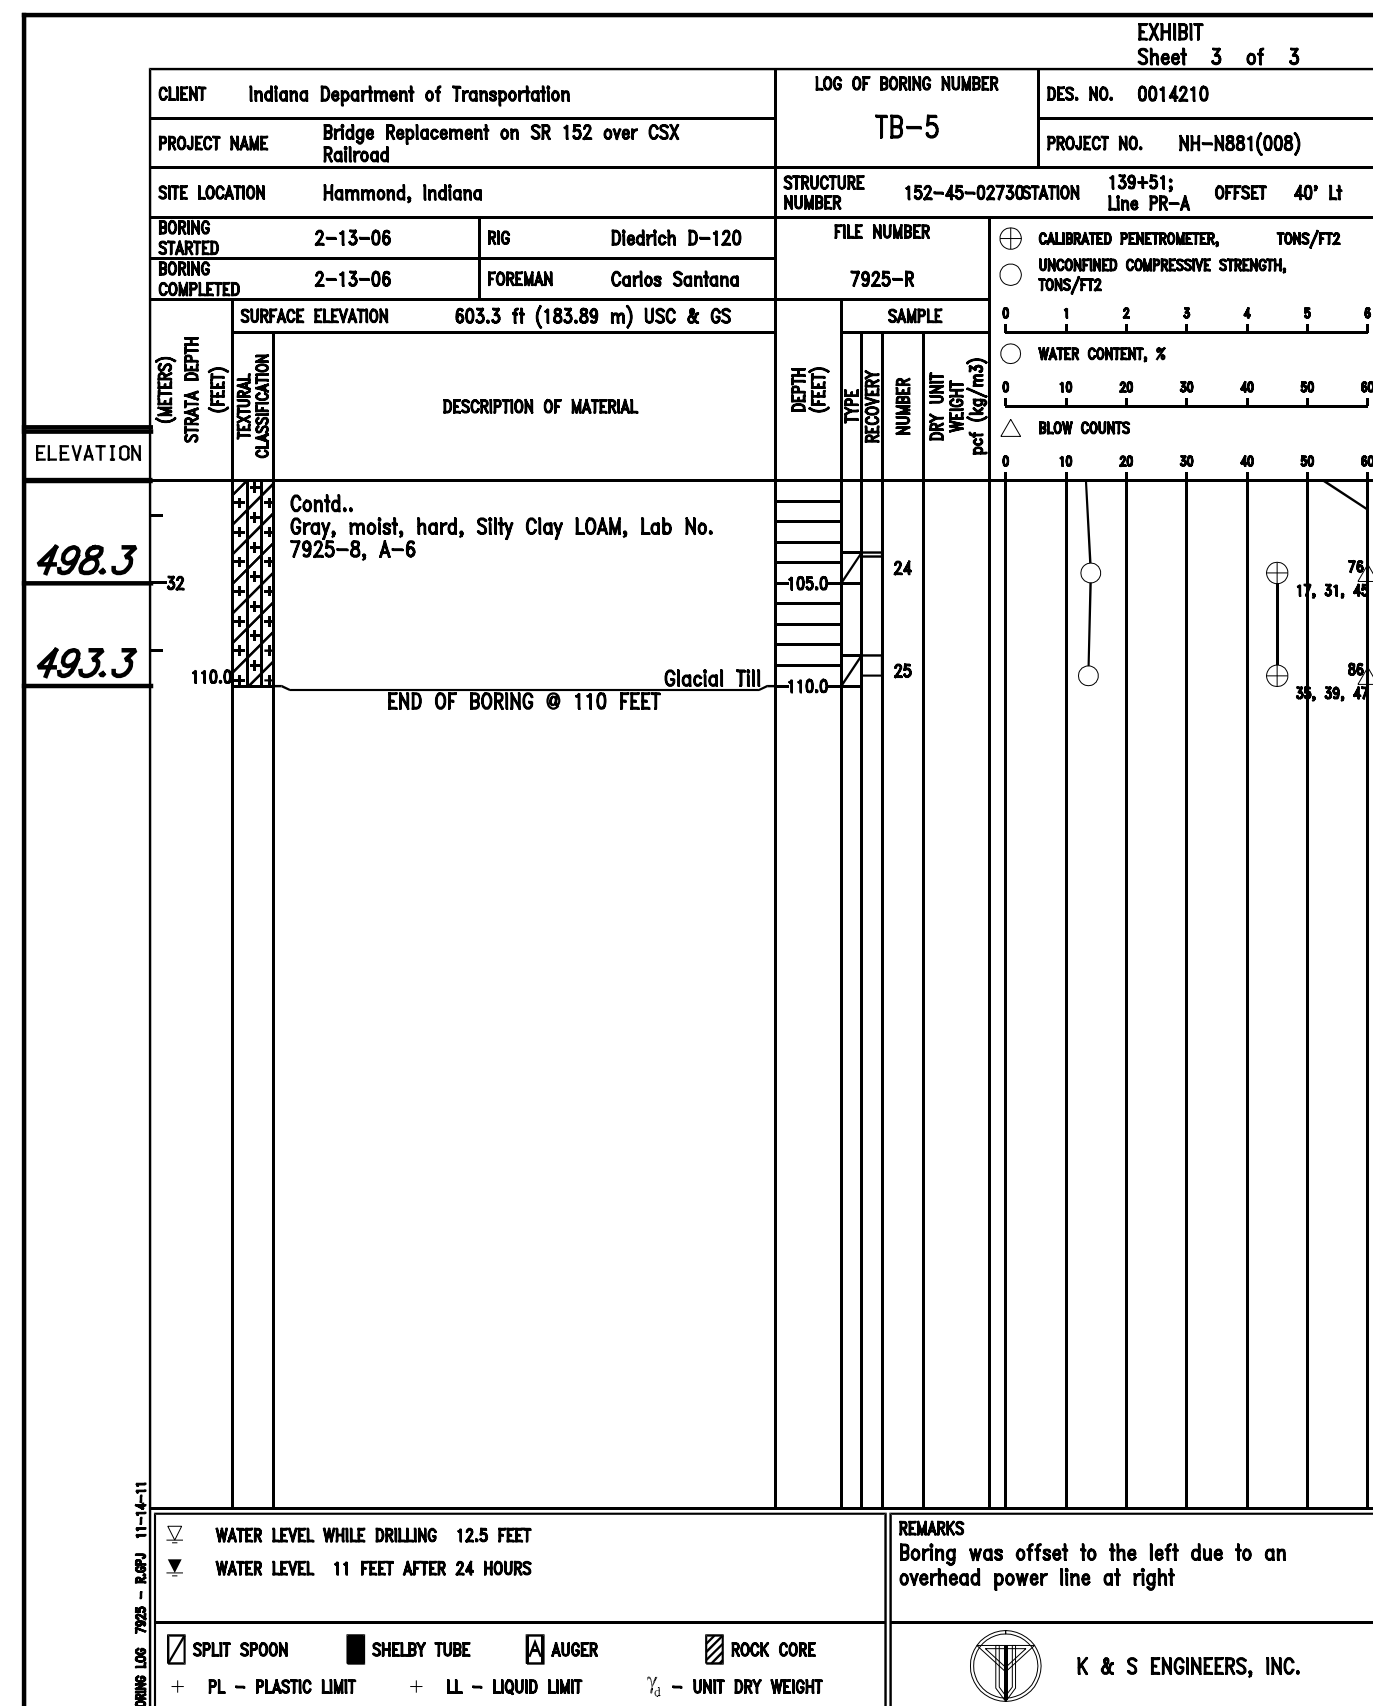 EXHIBIT
Sheet 3 of 3
CLIENT Indiana Department of Transportation
LOG OF BORING NUMBER
TB-5
DES. NO. 0014210
PROJECT NAME Bridge Replacement on SR 152 over CSX
Railroad
PROJECT NO. NH-N881(008)
SITE LOCATION Hammond, Indiana
STRUCTURE
NUMBER
152-45-02730
STATION
139+51;
Line PR-A
OFFSET 40' Lt
BORING
STARTED
2-13-06
RIG Diedrich D-120
FILE NUMBER
7925-R
BORING
COMPLETED
2-13-06
FOREMAN Carlos Santana
CALIBRATED PENETROMETER, TONS/FT2
UNCONFINED COMPRESSIVE STRENGTH,
TONS/FT2
0 1 2 3 4 5 6
WATER CONTENT, %
0 10 20 30 40 50 60
BLOW COUNTS
0 10 20 30 40 50 60
SURFACE ELEVATION 603.3 ft (183.89 m) USC & GS
SAMPLE
ELEVATION
(METERS)
STRATA DEPTH
(FEET)
TEXTURAL
CLASSIFICATION
DESCRIPTION OF MATERIAL
DEPTH
(FEET)
TYPE
RECOVERY
NUMBER
DRY UNIT
WEIGHT
pcf (kg/m3)
Contd..
Gray, moist, hard, Silty Clay LOAM, Lab No.
7925-8, A-6
498.3
32
105.0
24
76
17, 31, 45
493.3
110.0
Glacial Till
110.0
25
86
35, 39, 47
END OF BORING @ 110 FEET
WATER LEVEL WHILE DRILLING 12.5 FEET
WATER LEVEL 11 FEET AFTER 24 HOURS
REMARKS
Boring was offset to the left due to an
overhead power line at right
SPLIT SPOON SHELBY TUBE A AUGER ROCK CORE
+ PL - PLASTIC LIMIT + LL - LIQUID LIMIT γd - UNIT DRY WEIGHT
K & S ENGINEERS, INC.
LOG 7925 - R.GPJ 11-14-11